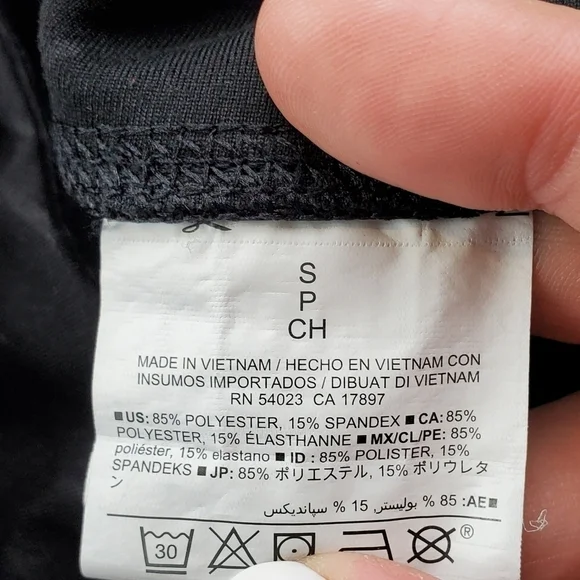 S
P
CH
MADE IN VIETNAM / HECHO EN VIETNAM CON
INSUMOS IMPORTADOS / DIBUAT DI VIETNAM
RN 54023 CA 17897
■US: 85% POLYESTER, 15% SPANDEX ■ CA: 85%
POLYESTER, 15% ÉLASTHANNE ■ MX/CL/PE: 85%
poliéster, 15% elastano ■ ID : 85% POLISTER, 15%
SPANDEKS ■ JP: 85% ポリエステル, 15% ポリウレタ
ン
■AE: 85 % بوليستر, 15 % سپاندیکس
30
®